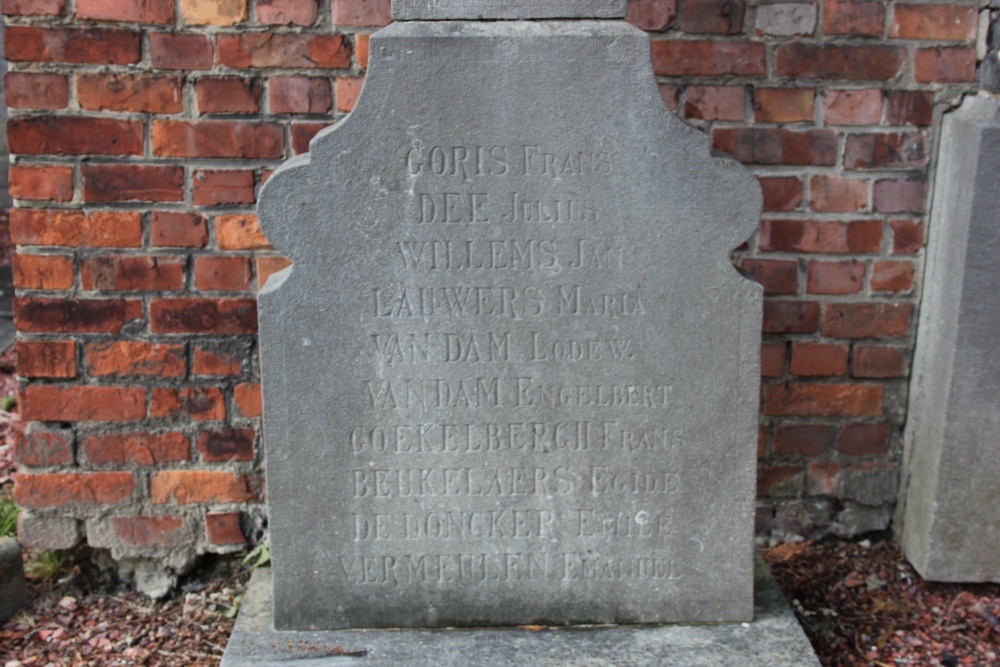 GORIS FRANS
DEE JULIUS
WILLEMS JAN
LAUWERS MARIA
VAN DAM LODEW.
VAN DAM ENGELBERT
GOEKELBERGH FRANS
BEUKELAERS EGIDE
DE DONCKER
VERMEULEN EMANUEL